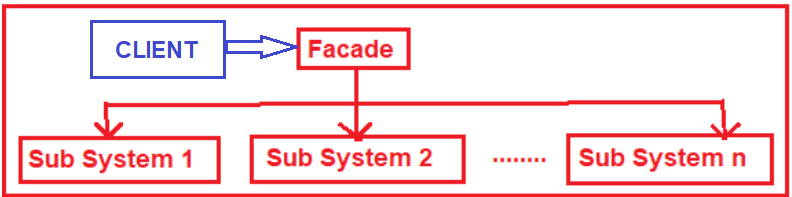 CLIENT
Facade
Sub System 1
Sub System 2
........
Sub System n